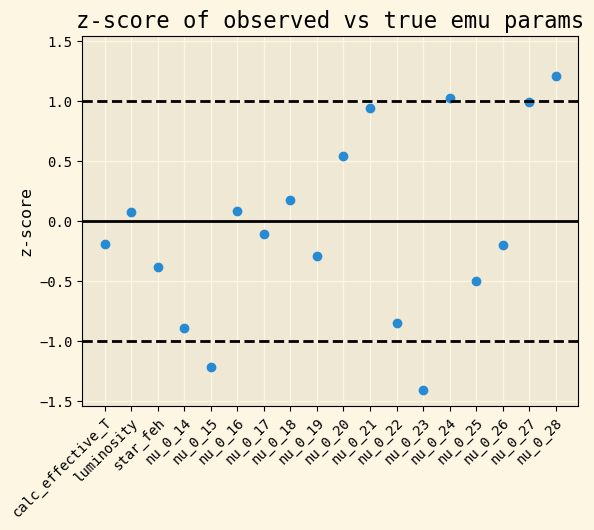 z-score of observed vs true emu params
1.5
1.0
0.5
0.0
−0.5
−1.0
−1.5
z-score
calc_effective_T
luminosity
star_feh
nu_0_14
nu_0_15
nu_0_16
nu_0_17
nu_0_18
nu_0_19
nu_0_20
nu_0_21
nu_0_22
nu_0_23
nu_0_24
nu_0_25
nu_0_26
nu_0_27
nu_0_28